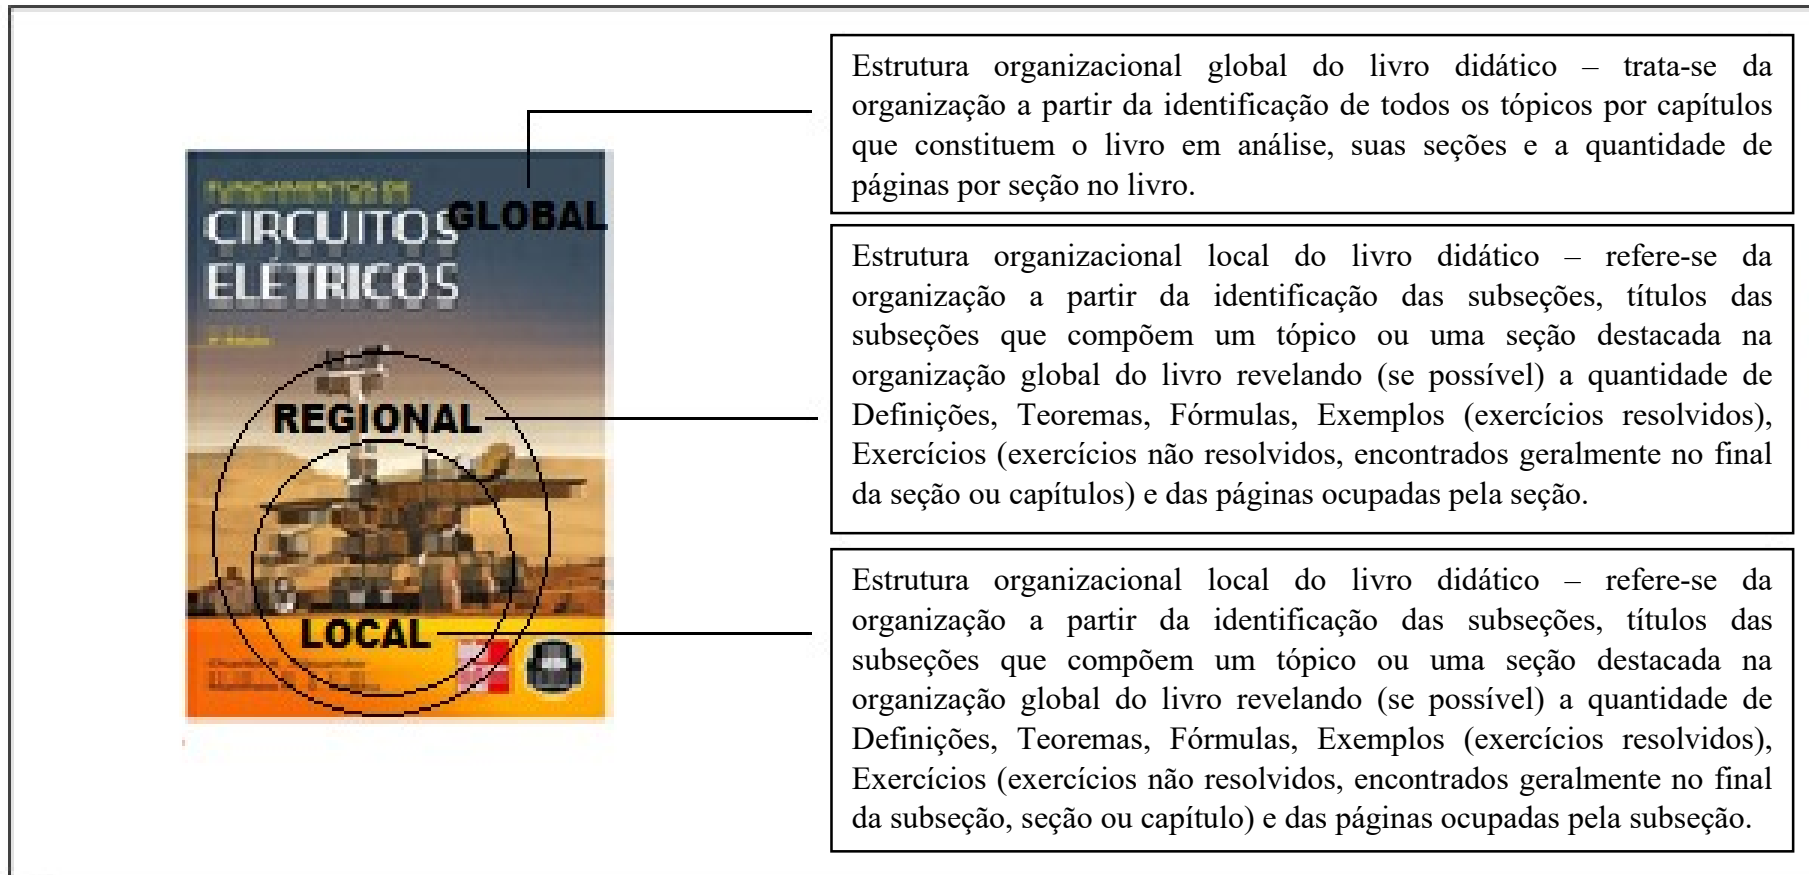 FUNDAMENTOS DE
CIRCUITOS
ELÉTRICOS
GLOBAL
REGIONAL
LOCAL
Estrutura organizacional global do livro didático – trata-se da
organização a partir da identificação de todos os tópicos por capítulos
que constituem o livro em análise, suas seções e a quantidade de
páginas por seção no livro.
Estrutura organizacional local do livro didático – refere-se da
organização a partir da identificação das subseções, títulos das
subseções que compõem um tópico ou uma seção destacada na
organização global do livro revelando (se possível) a quantidade de
Definições, Teoremas, Fórmulas, Exemplos (exercícios resolvidos),
Exercícios (exercícios não resolvidos, encontrados geralmente no final
da seção ou capítulos) e das páginas ocupadas pela seção.
Estrutura organizacional local do livro didático – refere-se da
organização a partir da identificação das subseções, títulos das
subseções que compõem um tópico ou uma seção destacada na
organização global do livro revelando (se possível) a quantidade de
Definições, Teoremas, Fórmulas, Exemplos (exercícios resolvidos),
Exercícios (exercícios não resolvidos, encontrados geralmente no final
da subseção, seção ou capítulo) e das páginas ocupadas pela subseção.